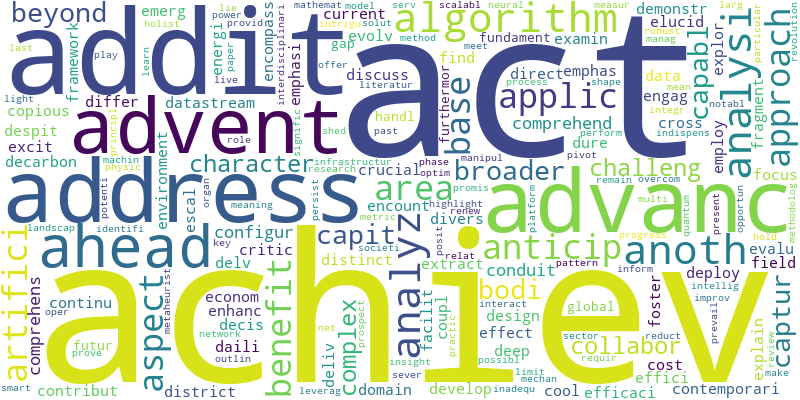 beyond
emerg
holist
lie
power
provid
mathemat
model
serv
neural
measur
scalabl
larg
last
play
energi
paper
learn
live
framework
addit
act
encompass
interdisciplinari
current
evolv
gap
intrigu
solut
method
meet
offer
literatur
algorithm
fundament
find
demonstr
elucid
examin
explor
robust
manag
mean
integr
particular
revolution
light
differ
emphasi
discuss
direct
emphas
shape
process
data
engag
notabl
capabl
analysi
approach
copious
datastream
advent
signific
shed
handl
past
furthermor
base
applic
comprehend
employ
cross
fragment
despit
excit
principl
role
research
infrastructur
phase
optim
dure
perform
indispens
manipul
pivot
decarbon
machin
physic
character
crucial
area
broader
challeng
focus
environment
address
potenti
organ
escal
persist
encount
highlight
renew
promis
divers
advanc
platform
remain
overcom
quantum
multi
present
opportun
methodolog
landscap
identifi
meaning
metric
posit
configur
capit
analyz
relat
societi
key
delv
critic
distinct
extract
anticip
conduit
pattern
progress
hold
inform
anoth
evalu
field
deploy
intellig
improv
ahead
artifici
comprehens
continu
oper
aspect
metaheurist
econom
enhanc
decis
benefit
complex
deliv
net
prospect
coupl
facilit
practic
bodi
interact
design
effect
deep
possibl
global
sector
reduct
requir
foster
collabor
cost
prevail
explain
review
captur
achiev
futur
prove
daili
network
outlin
insight
sever
limit
mechan
make
smart
contribut
district
leverag
domain
develop
inadequ
cool
effici
efficaci
contemporari